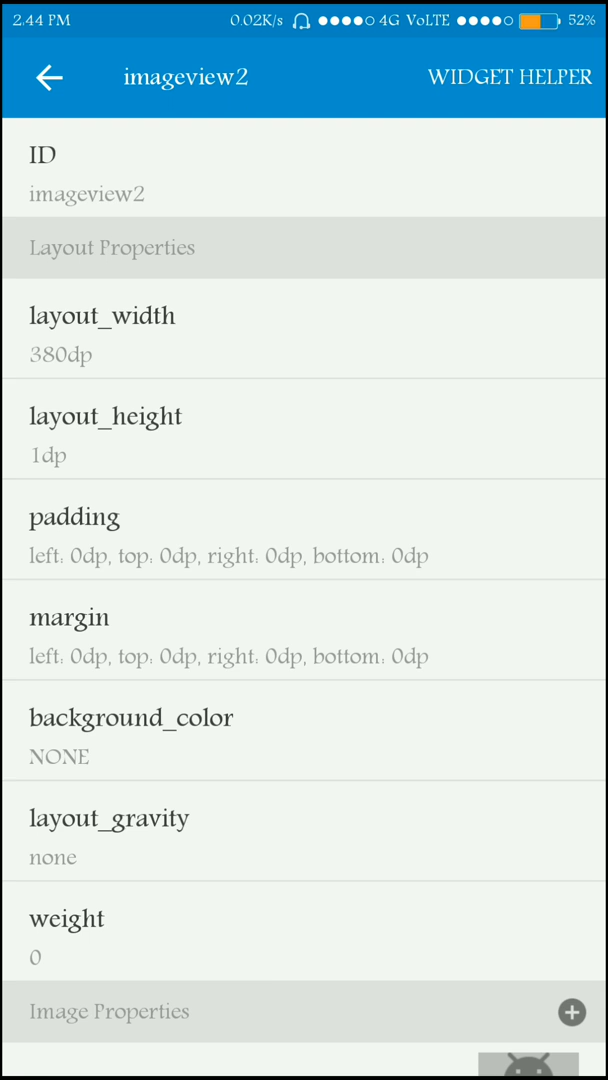 2.44 PM 0.02K/s 4G VoLTE 52%
imageview2 WIDGET HELPER
ID
imageview2
Layout Properties
layout_width
380dp
layout_height
1dp
padding
left: 0dp, top: 0dp, right: 0dp, bottom: 0dp
margin
left: 0dp, top: 0dp, right: 0dp, bottom: 0dp
background_color
NONE
layout_gravity
none
weight
0
Image Properties